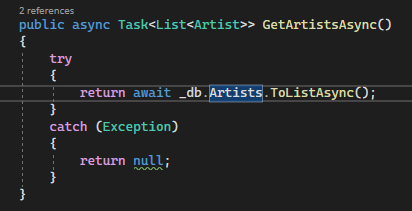 2 references
public async Task<List<Artist>> GetArtistsAsync()
{
try
{
return await _db.Artists.ToListAsync();
}
catch (Exception)
{
return null;
}
}